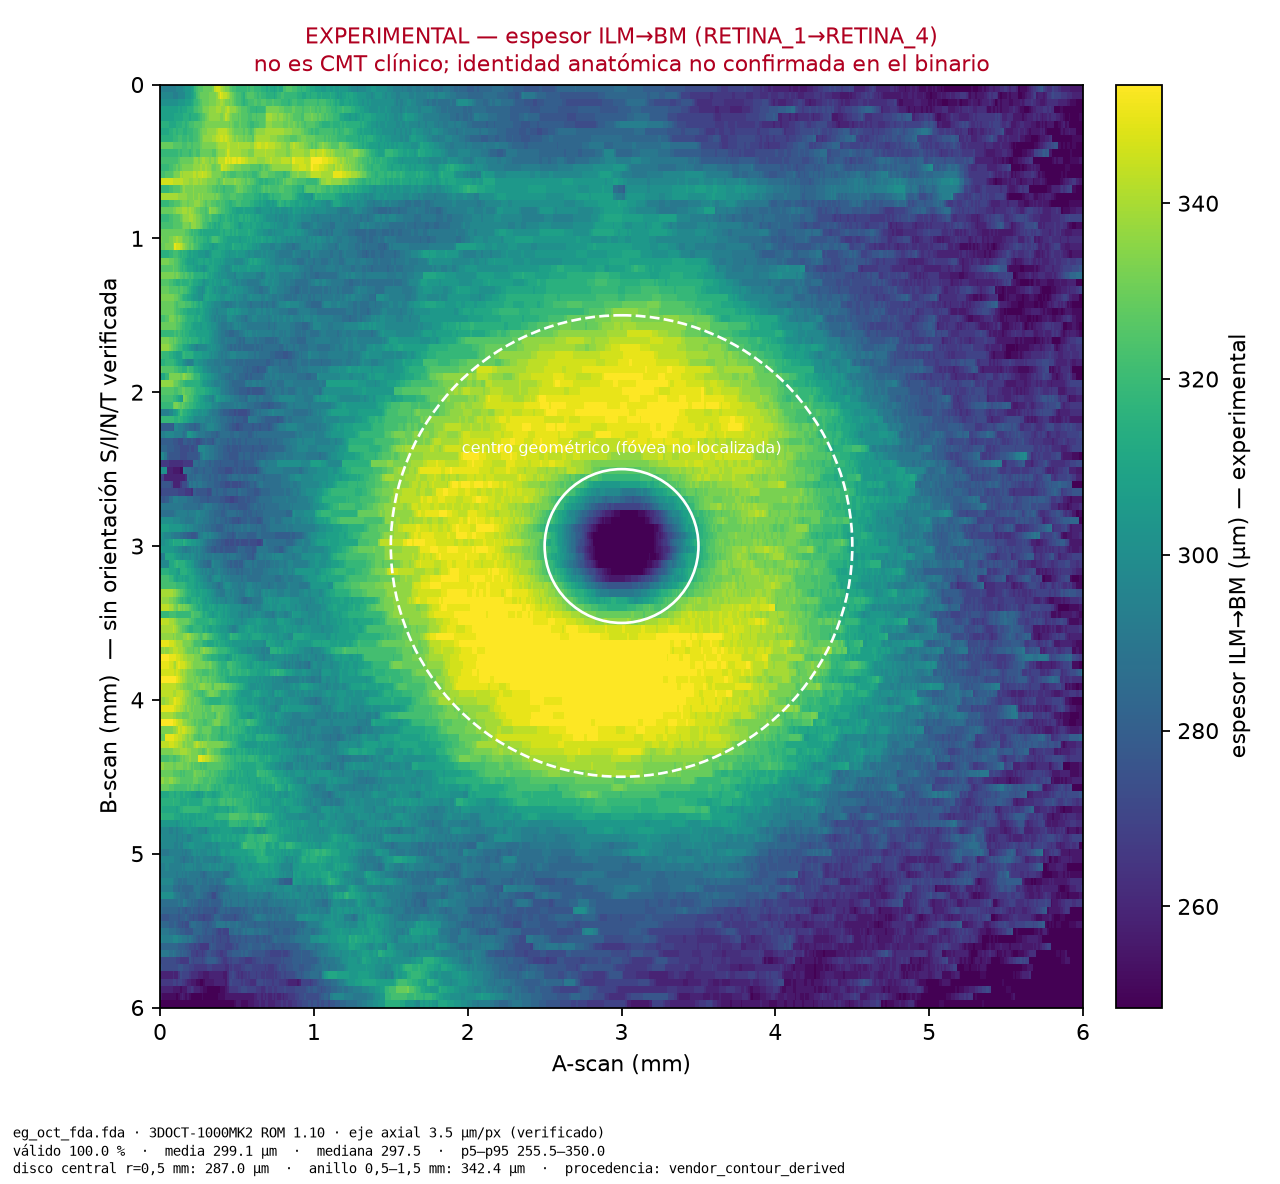 EXPERIMENTAL — espesor ILM→BM (RETINA_1→RETINA_4)
no es CMT clínico; identidad anatómica no confirmada en el binario
0
1
2
3
4
5
6
B-scan (mm) — sin orientación S/I/N/T verificada
centro geométrico (fóvea no localizada)
0 1 2 3 4 5 6
A-scan (mm)
340
320
300
280
260
espesor ILM→BM (μm) — experimental
eg_oct_fda.fda · 3DOCT-1000MK2 ROM 1.10 · eje axial 3.5 μm/px (verificado)
válido 100.0 % · media 299.1 μm · mediana 297.5 · p5–p95 255.5–350.0
disco central r=0,5 mm: 287.0 μm · anillo 0,5–1,5 mm: 342.4 μm · procedencia: vendor_contour_derived